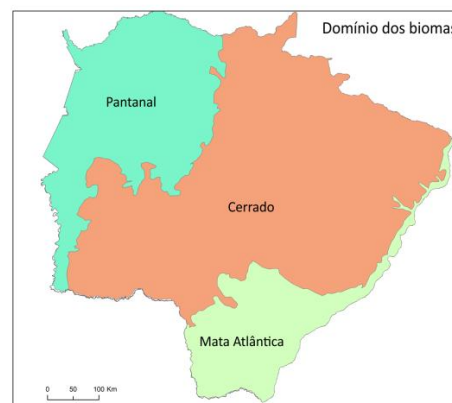 Domínio dos biomas
Pantanal
Cerrado
Mata Atlântica
0 50 100 Km